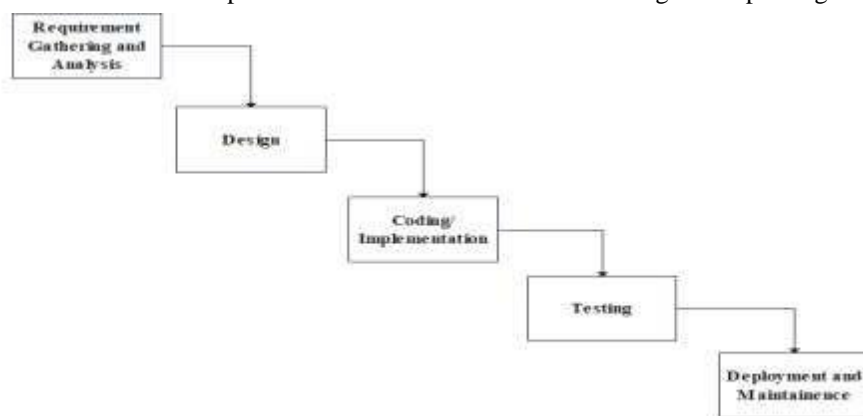 Requirement
Gathering and
Analysis
Design
Coding/
Implementation
Testing
Deployment and
Maintainence